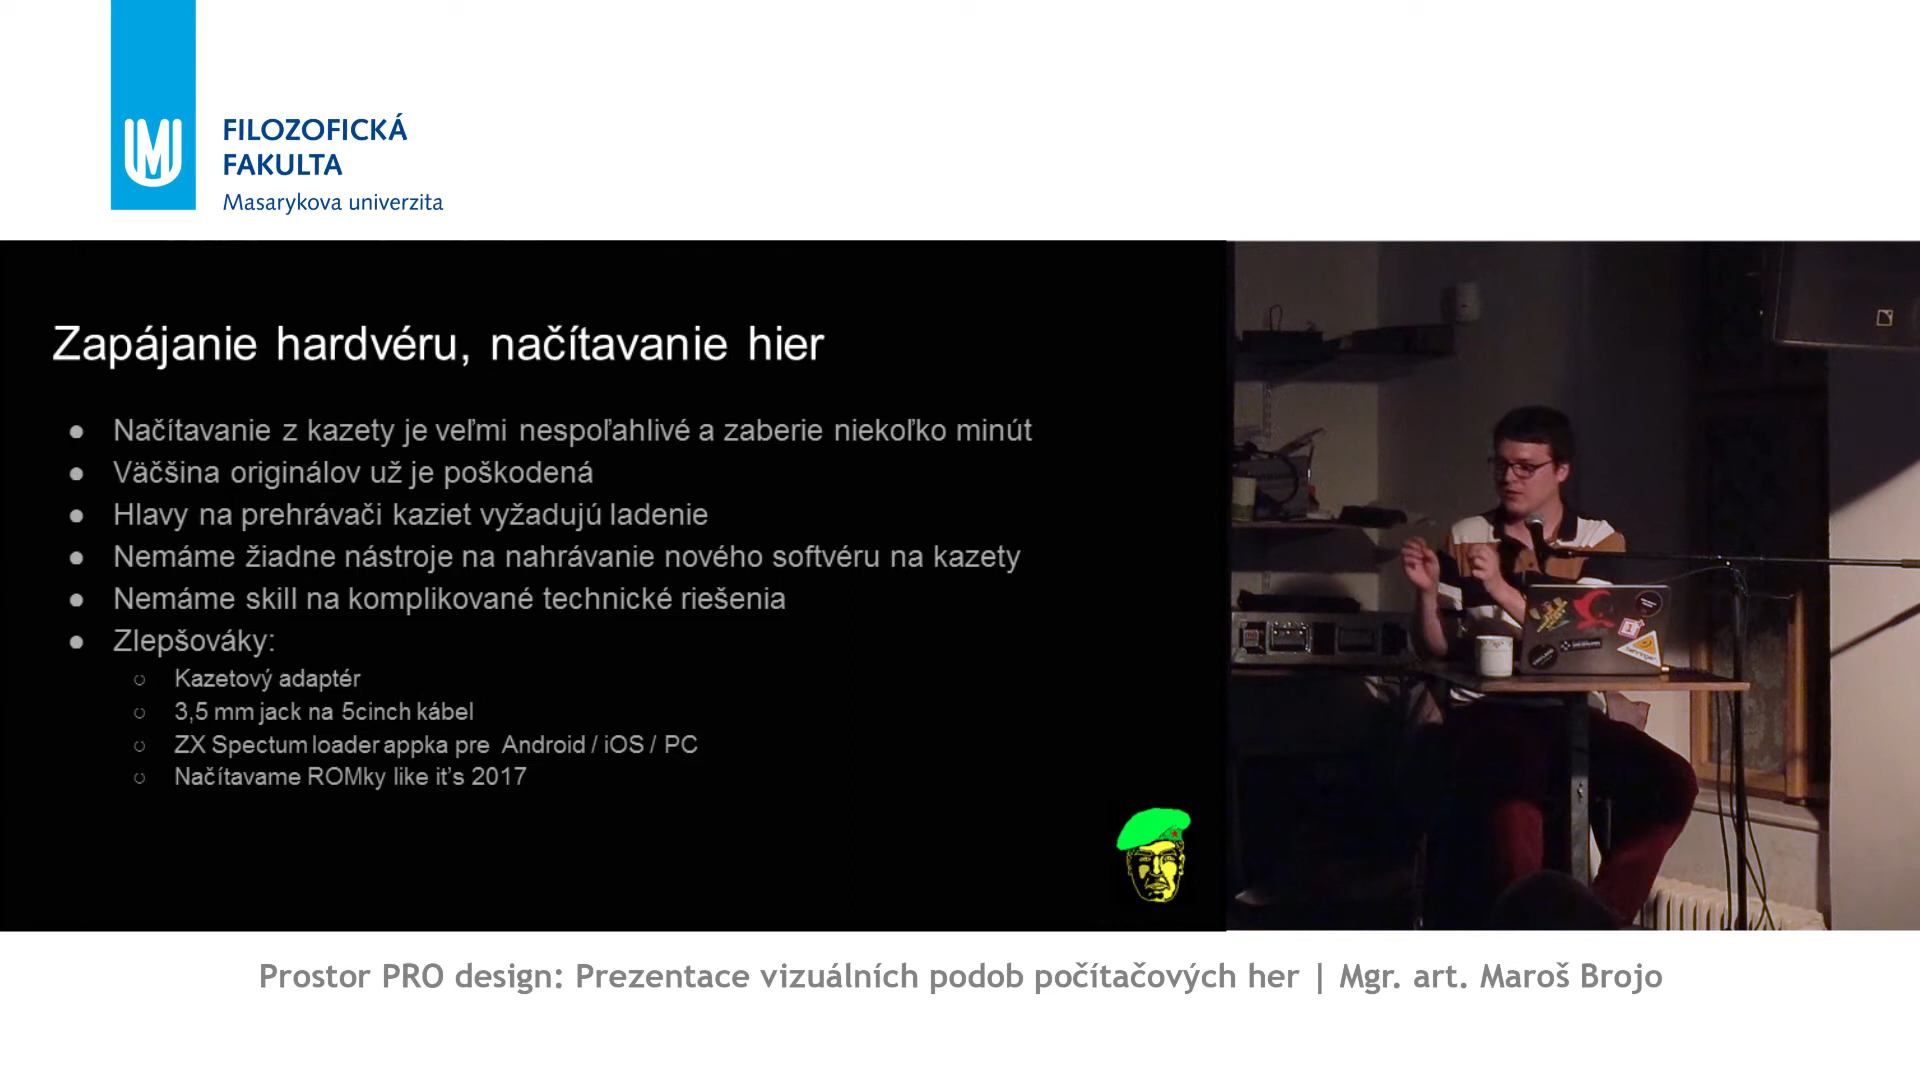 FILOZOFICKÁ
FAKULTA
Masarykova univerzita
Zapájanie hardvéru, načítavanie hier
● Načítavanie z kazety je veľmi nespoľahlivé a zaberie niekoľko minút
● Väčšina originálov už je poškodená
● Hlavy na prehrávači kaziet vyžadujú ladenie
● Nemáme žiadne nástroje na nahrávanie nového softvéru na kazety
● Nemáme skill na komplikované technické riešenia
● Zlepšováky:
○ Kazetový adaptér
○ 3,5 mm jack na 5cinch kábel
○ ZX Spectum loader appka pre Android / iOS / PC
○ Načítavame ROMky like it's 2017
Prostor PRO design: Prezentace vizuálních podob počítačových her | Mgr. art. Maroš Brojo